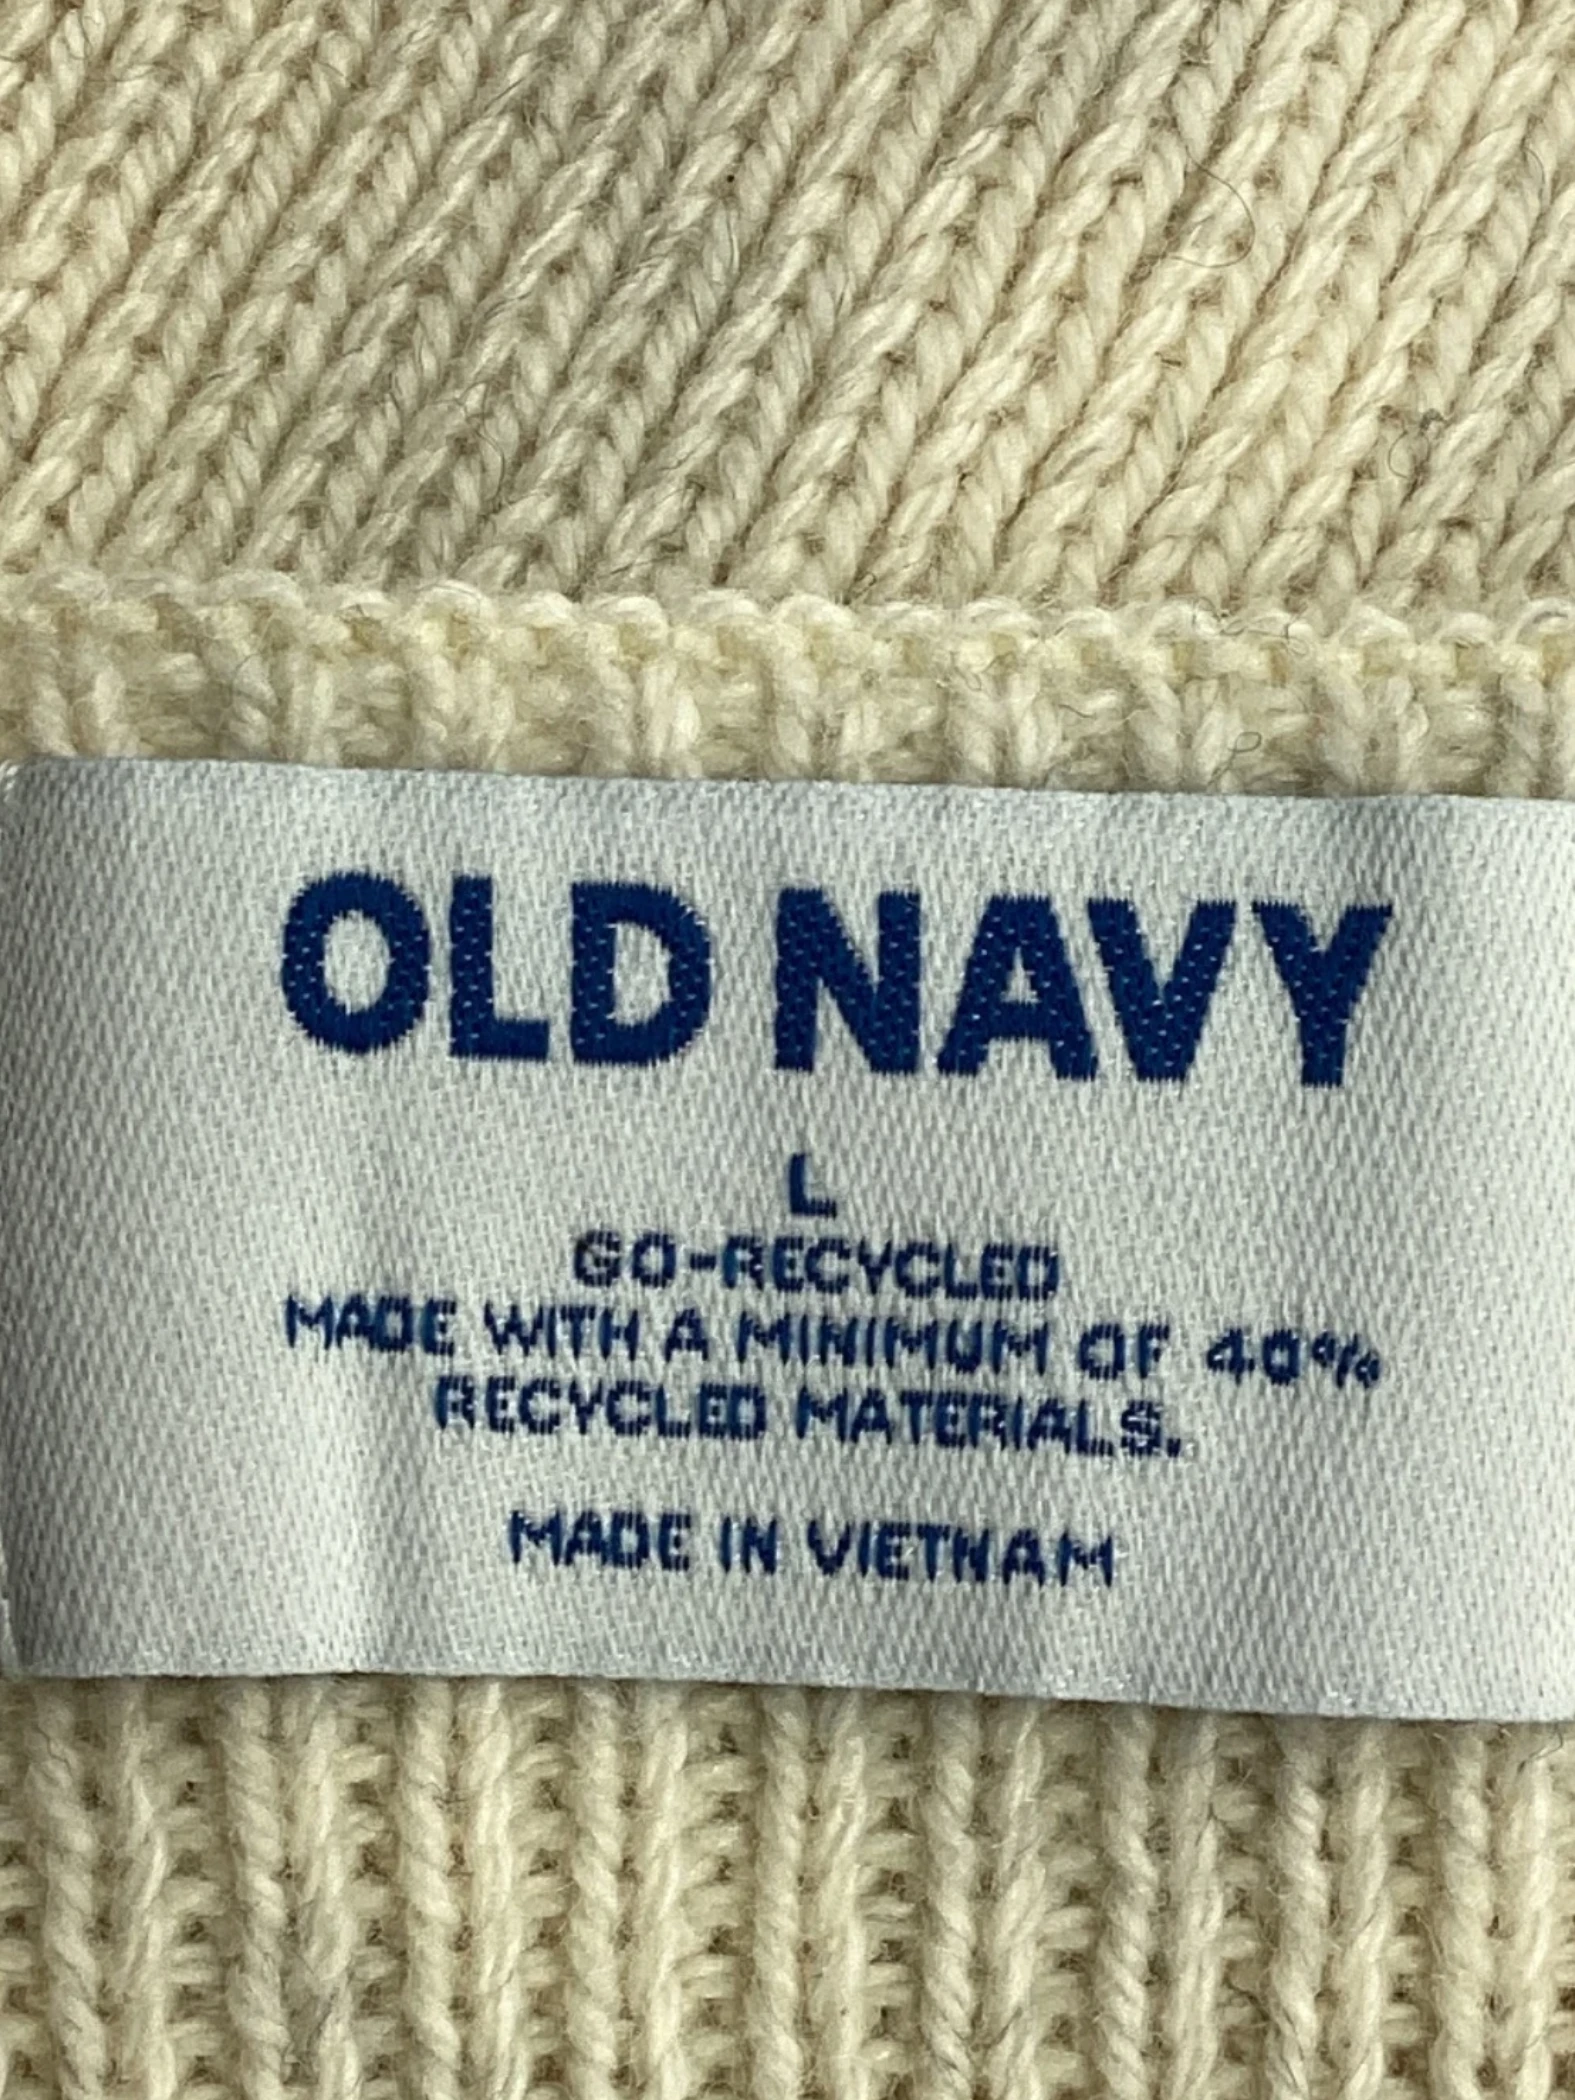 OLD NAVY
L
GO-RECYCLED
MADE WITH A MINIMUM OF 40%
RECYCLED MATERIALS.
MADE IN VIETNAM